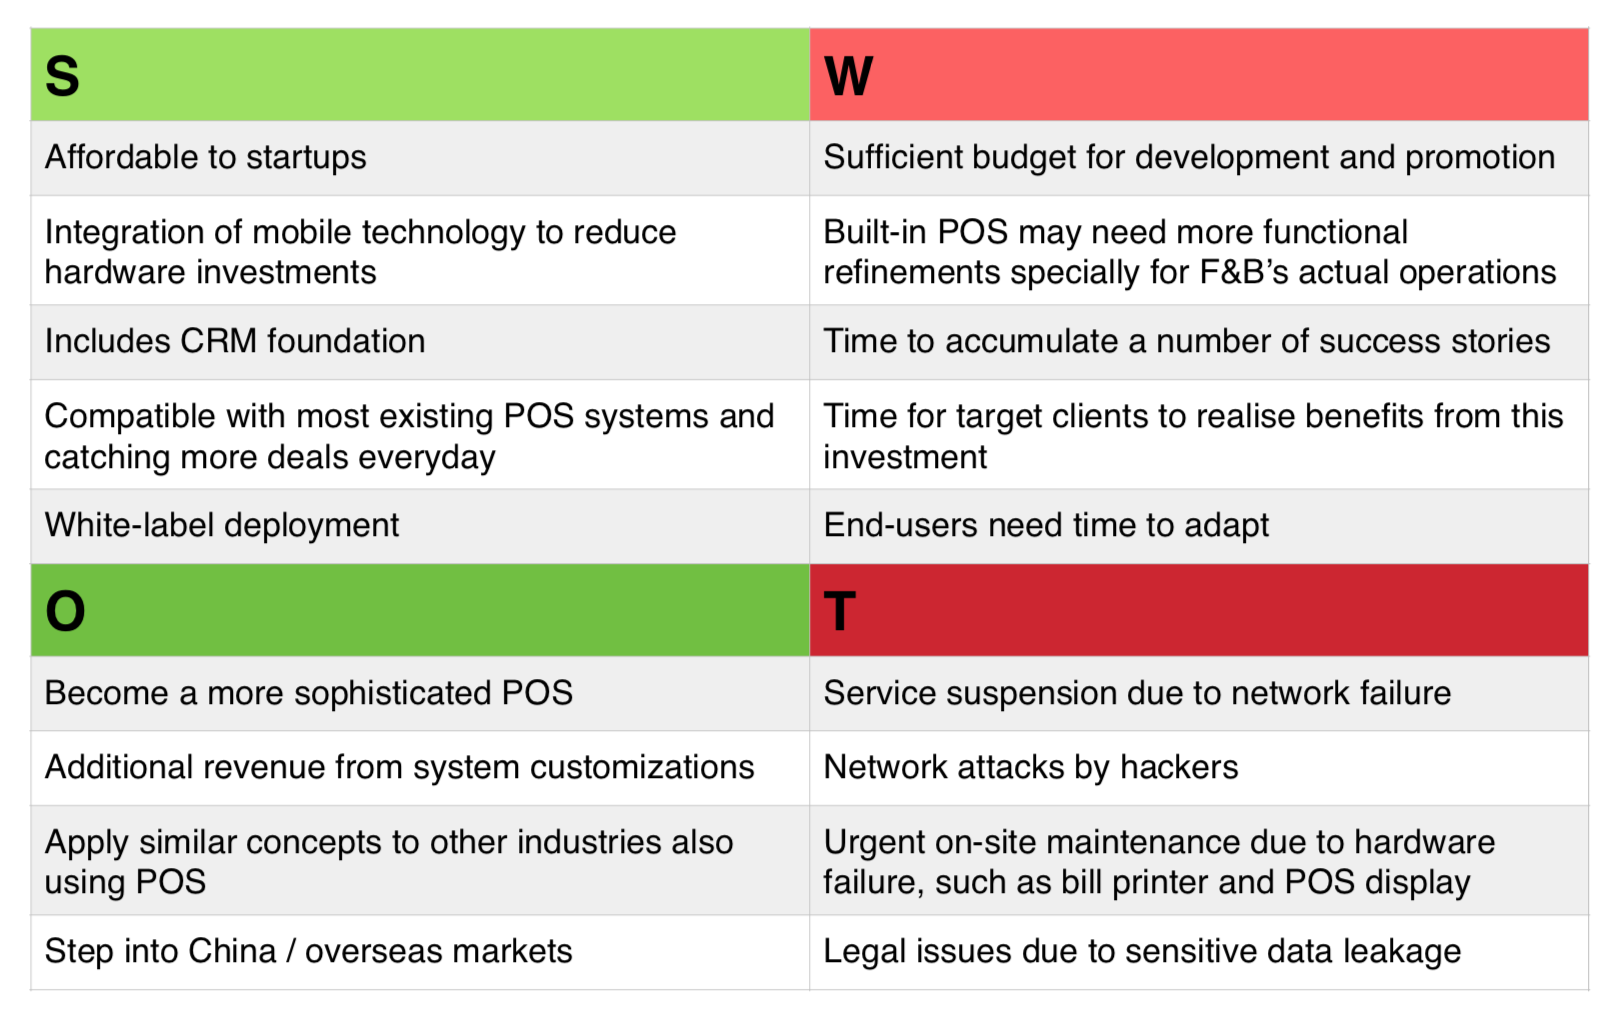 S
W
Affordable to startups
Sufficient budget for development and promotion
Integration of mobile technology to reduce
hardware investments
Built-in POS may need more functional
refinements specially for F&B’s actual operations
Includes CRM foundation
Time to accumulate a number of success stories
Compatible with most existing POS systems and
catching more deals everyday
Time for target clients to realise benefits from this
investment
White-label deployment
End-users need time to adapt
O
T
Become a more sophisticated POS
Service suspension due to network failure
Additional revenue from system customizations
Network attacks by hackers
Apply similar concepts to other industries also
using POS
Urgent on-site maintenance due to hardware
failure, such as bill printer and POS display
Step into China / overseas markets
Legal issues due to sensitive data leakage